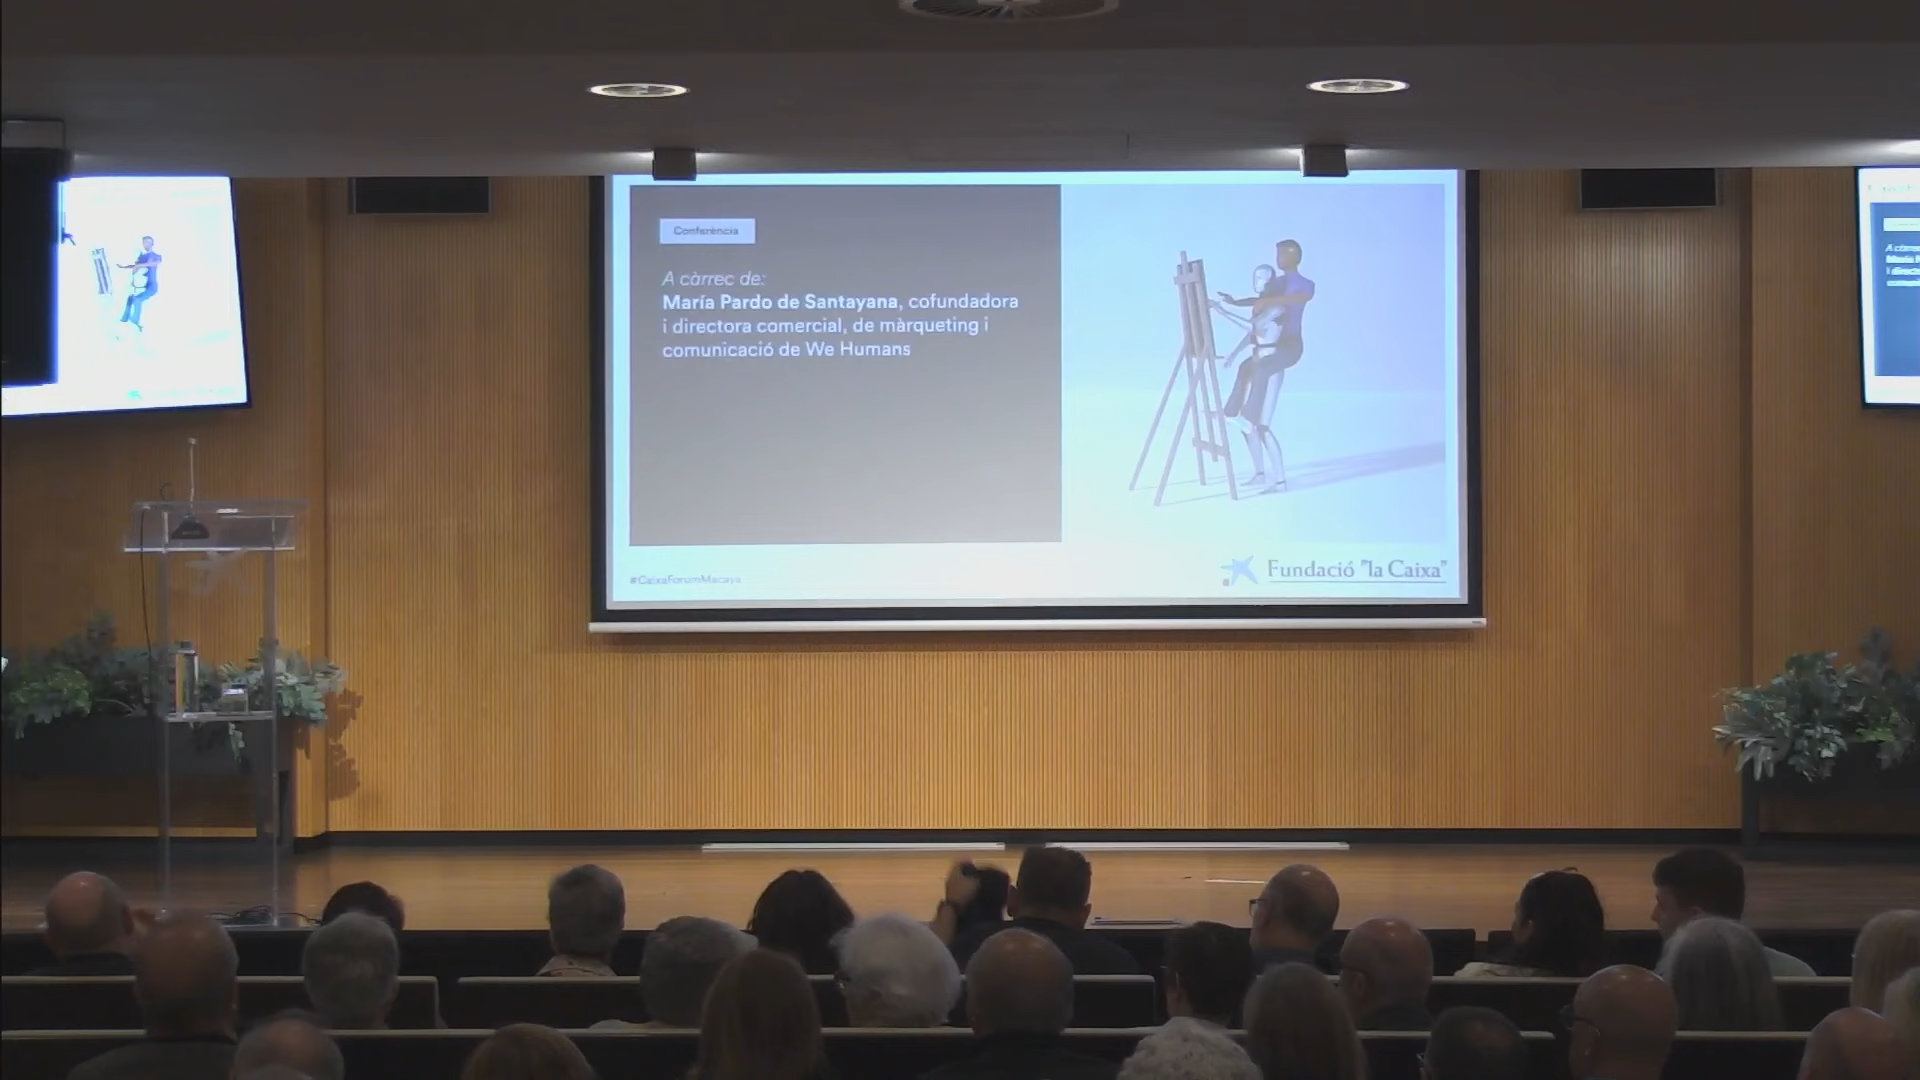 Conferència
A càrrec de:
María Pardo de Santayana, cofundadora
i directora comercial, de màrqueting i
comunicació de We Humans
#CaixaForumMacaya
Fundació "la Caixa"